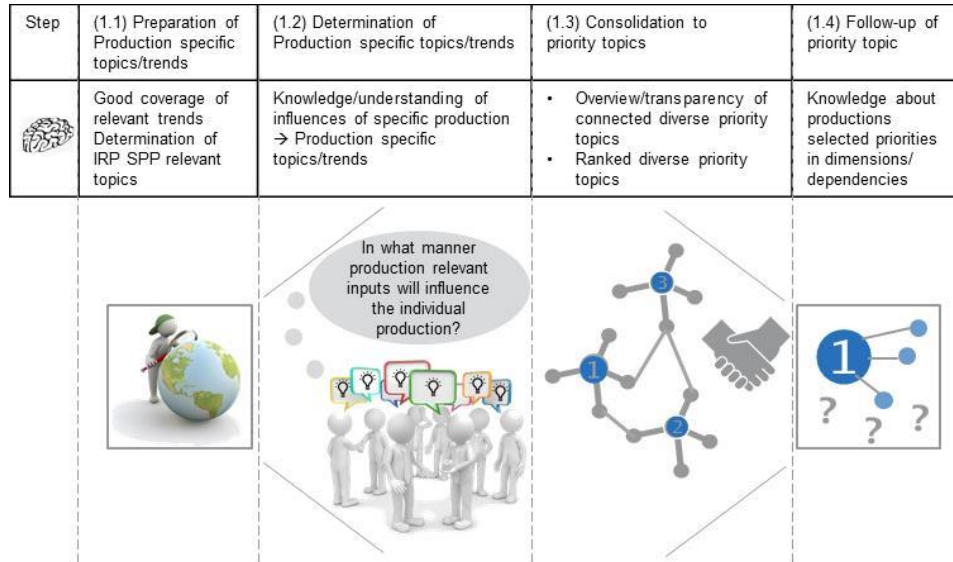 Step
(1.1) Preparation of
Production specific
topics/trends
(1.2) Determination of
Production specific topics/trends
(1.3) Consolidation to
priority topics
(1.4) Follow-up of
priority topic
Good coverage of
relevant trends
Determination of
IRP SPP relevant
topics
Knowledge/understanding of
influences of specific production
→ Production specific
topics/trends
• Overview/transparency of
connected diverse priority
topics
• Ranked diverse priority
topics
Knowledge about
productions
selected priorities
in dimensions/
dependencies
In what manner
production relevant
inputs will influence
the individual
production?
3
1
2
1
? ? ?